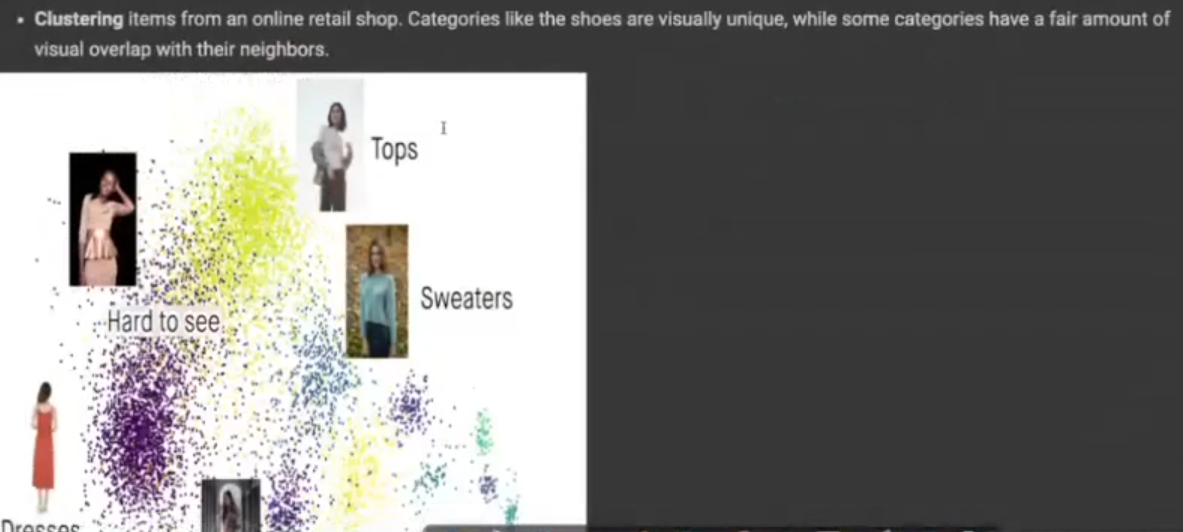 • Clustering items from an online retail shop. Categories like the shoes are visually unique, while some categories have a fair amount of
visual overlap with their neighbors.
Tops
Sweaters
Hard to see
Dresses